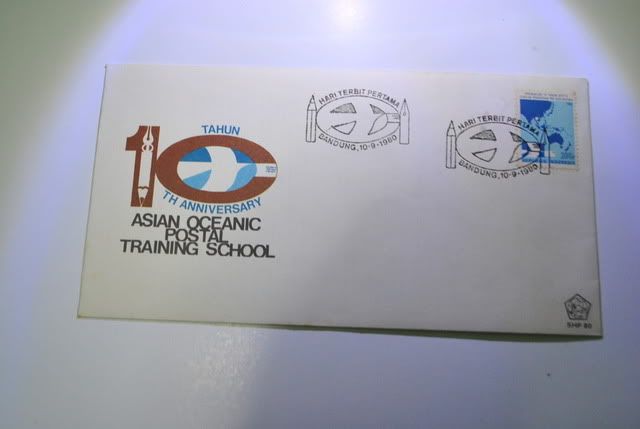 10
TAHUN
TH ANNIVERSARY
ASIAN OCEANIC
POSTAL
TRAINING SCHOOL
HARI TERBIT PERTAMA
BANDUNG, 10-9-1980
HARI TERBIT PERTAMA
BANDUNG, 10-9-1980
SHP 80